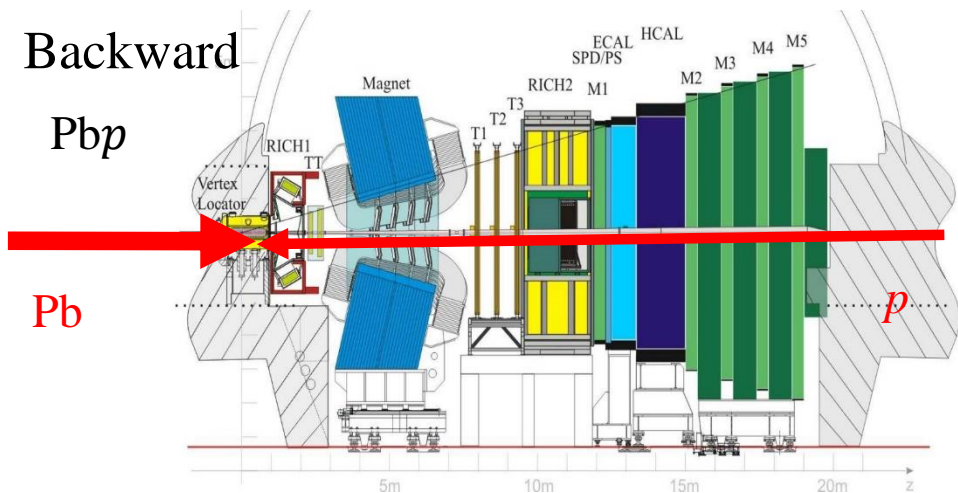 Backward
Pbp
Magnet
RICH1
TT
Vertex
Locator
T1
T2
T3
RICH2
SPD/PS
ECAL
HCAL
M1
M2
M3
M4
M5
Pb
p
5m
10m
15m
20m
z